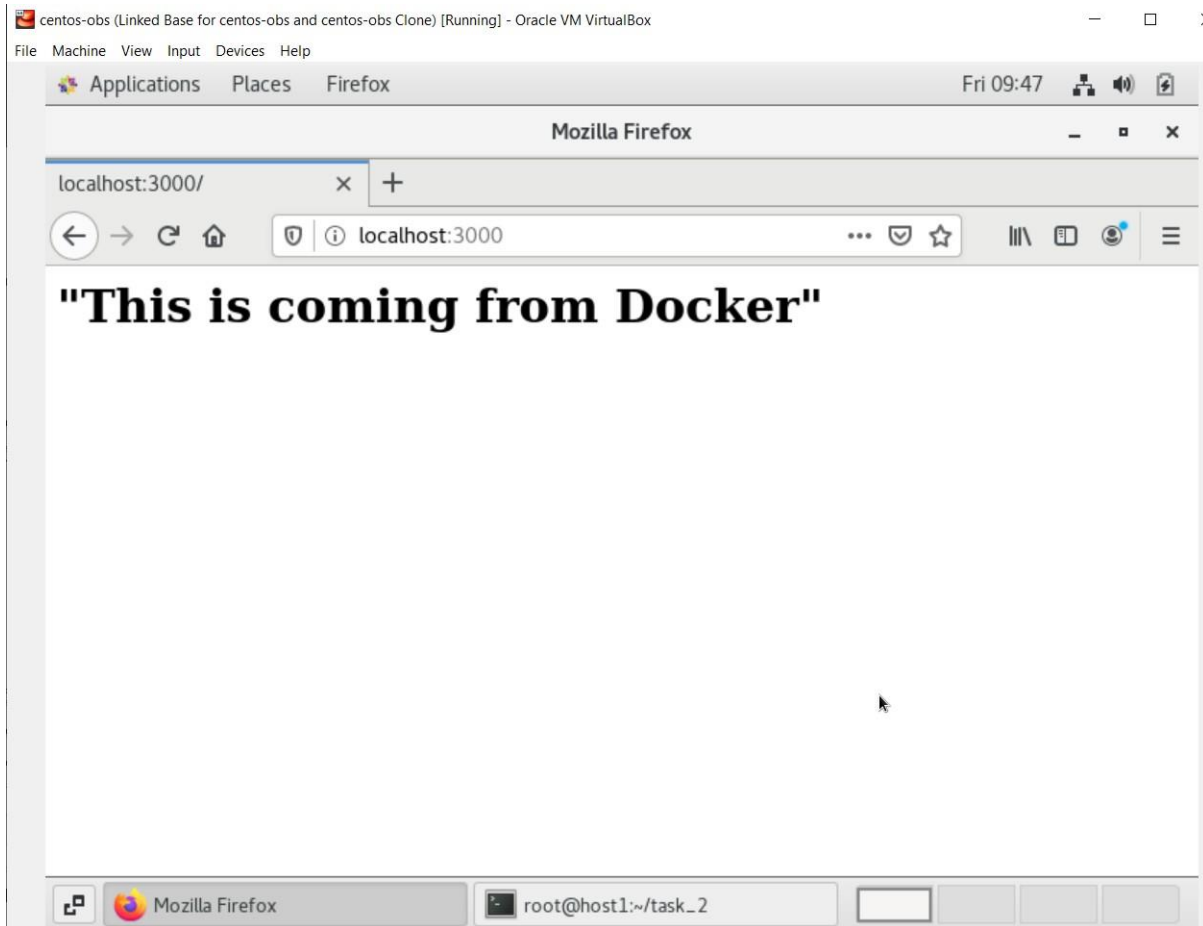 centos-obs (Linked Base for centos-obs and centos-obs Clone) [Running] - Oracle VM VirtualBox
File Machine View Input Devices Help
Applications Places Firefox Fri 09:47
Mozilla Firefox
localhost:3000/
localhost:3000
"This is coming from Docker"
Mozilla Firefox root@host1:~/task_2